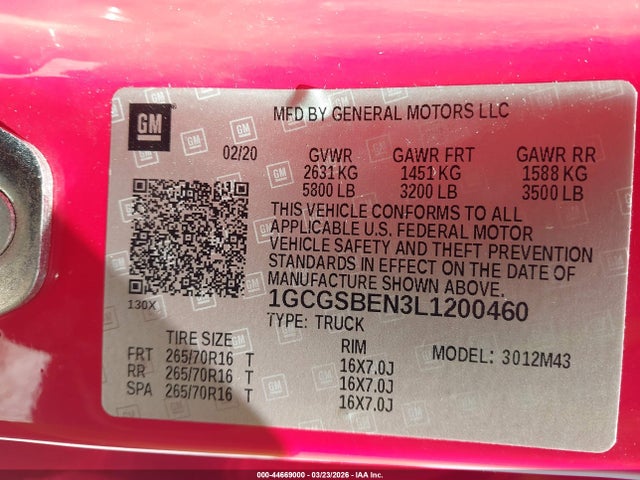 GM
MFD BY GENERAL MOTORS LLC
02/20
GVWR GAWR FRT GAWR RR
2631 KG 1451 KG 1588 KG
5800 LB 3200 LB 3500 LB
THIS VEHICLE CONFORMS TO ALL
APPLICABLE U.S. FEDERAL MOTOR
VEHICLE SAFETY AND THEFT PREVENTION
STANDARDS IN EFFECT ON THE DATE OF
MANUFACTURE SHOWN ABOVE.
130X
1GCGSBEN3L1200460
TYPE: TRUCK
TIRE SIZE RIM MODEL: 3012M43
FRT 265/70R16 T 16X7.0J
RR 265/70R16 T 16X7.0J
SPA 265/70R16 T 16X7.0J
000-44669000 | 03/23/2026 | IAA Inc.